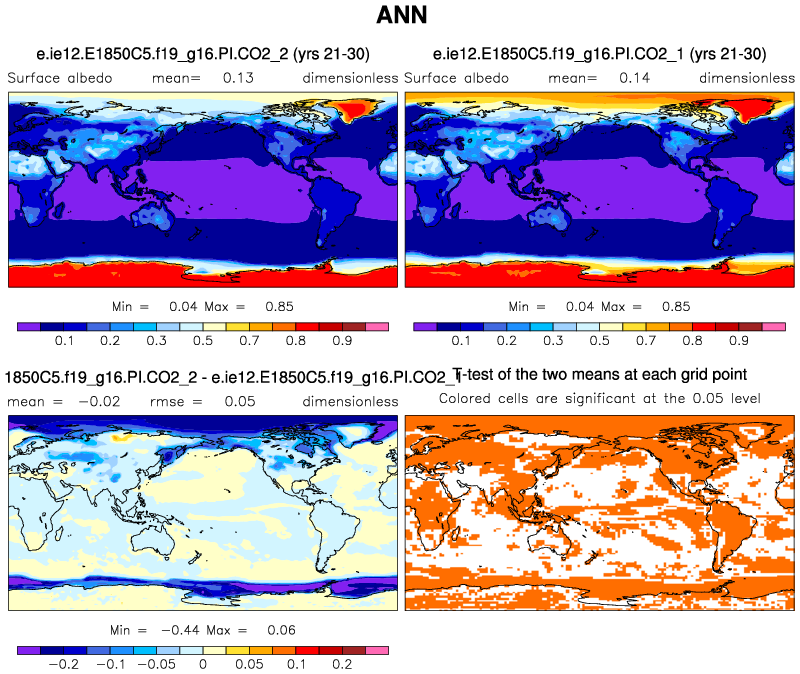 ANN
e.ie12.E1850C5.f19_g16.PI.CO2_2 (yrs 21-30)
Surface albedo mean= 0.13 dimensionless
Min = 0.04 Max = 0.85
0.1 0.2 0.3 0.4 0.5 0.7 0.8 0.9
e.ie12.E1850C5.f19_g16.PI.CO2_1 (yrs 21-30)
Surface albedo mean= 0.14 dimensionless
Min = 0.04 Max = 0.85
0.1 0.2 0.3 0.4 0.5 0.7 0.8 0.9
1850C5.f19_g16.PI.CO2_2 - e.ie12.E1850C5.f19_g16.PI.CO2_1
mean = -0.02 rmse = 0.05 dimensionless
Min = -0.44 Max = 0.06
-0.2 -0.1 -0.05 0 0.05 0.1 0.2
T-test of the two means at each grid point
Colored cells are significant at the 0.05 level